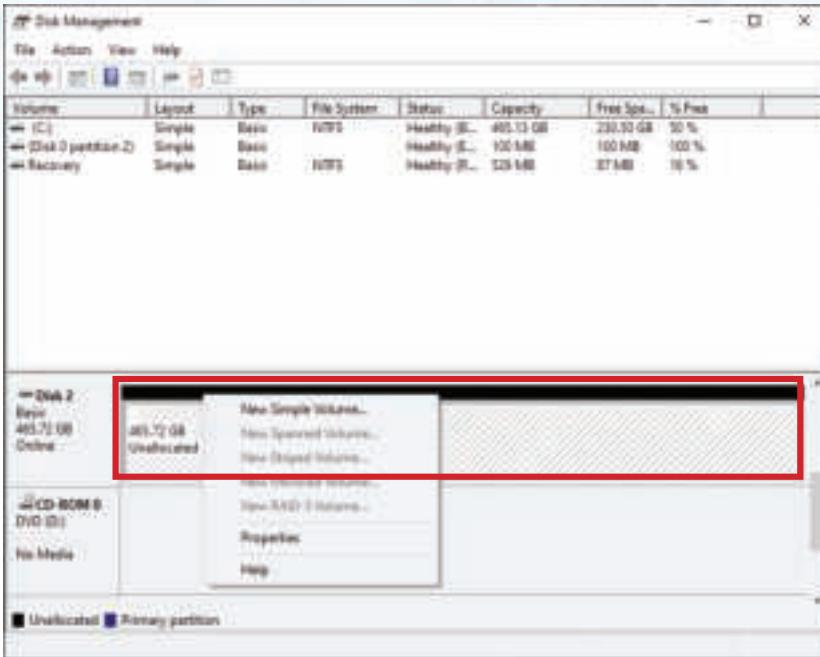 Disk Management
File Action View Help
Volume Layout Type File System Status Capacity Free Spa... % Free
(C:) Simple Basic NTFS Healthy (B... 465.13 GB 230.50 GB 50 %
(Disk 0 partition 2) Simple Basic Healthy (E... 100 MB 100 MB 100 %
Recovery Simple Basic NTFS Healthy (R... 529 MB 87 MB 16 %
Disk 2
Basic
465.72 GB
Online
465.72 GB
Unallocated
New Simple Volume...
New Spanned Volume...
New Striped Volume...
New Mirrored Volume...
New RAID-5 Volume...
Properties
Help
CD-ROM 0
DVD (D:)
No Media
Unallocated Primary partition